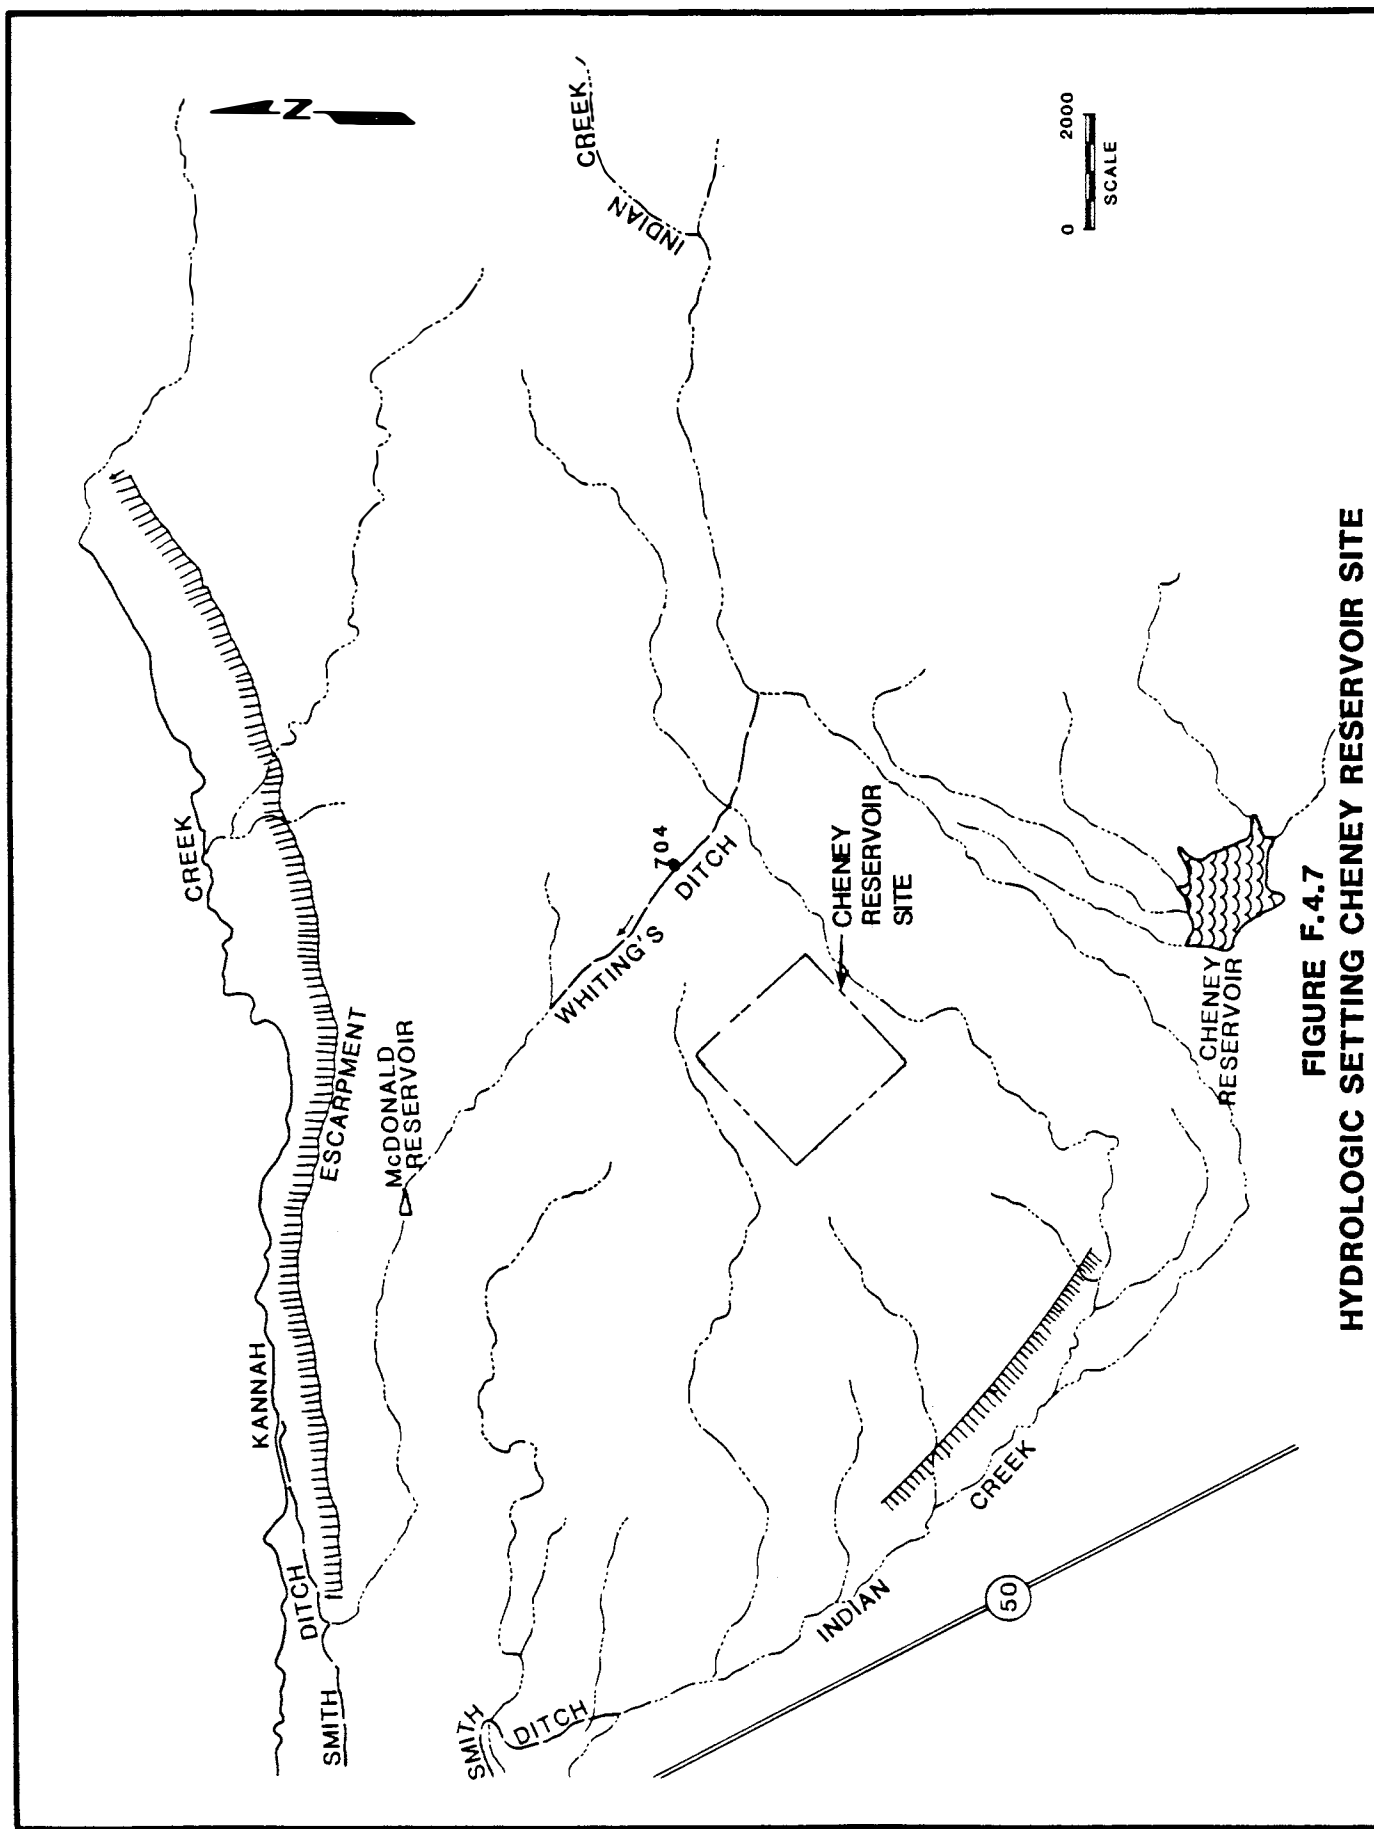 N
CREEK
INDIAN
0 2000
SCALE
CREEK
704
WHITING'S DITCH
CHENEY
RESERVOIR
SITE
ESCARPMENT
McDONALD
RESERVOIR
KANNAH
CHENEY
RESERVOIR
DITCH
SMITH
SMITH
DITCH
INDIAN
CREEK
50
FIGURE F.4.7
HYDROLOGIC SETTING CHENEY RESERVOIR SITE